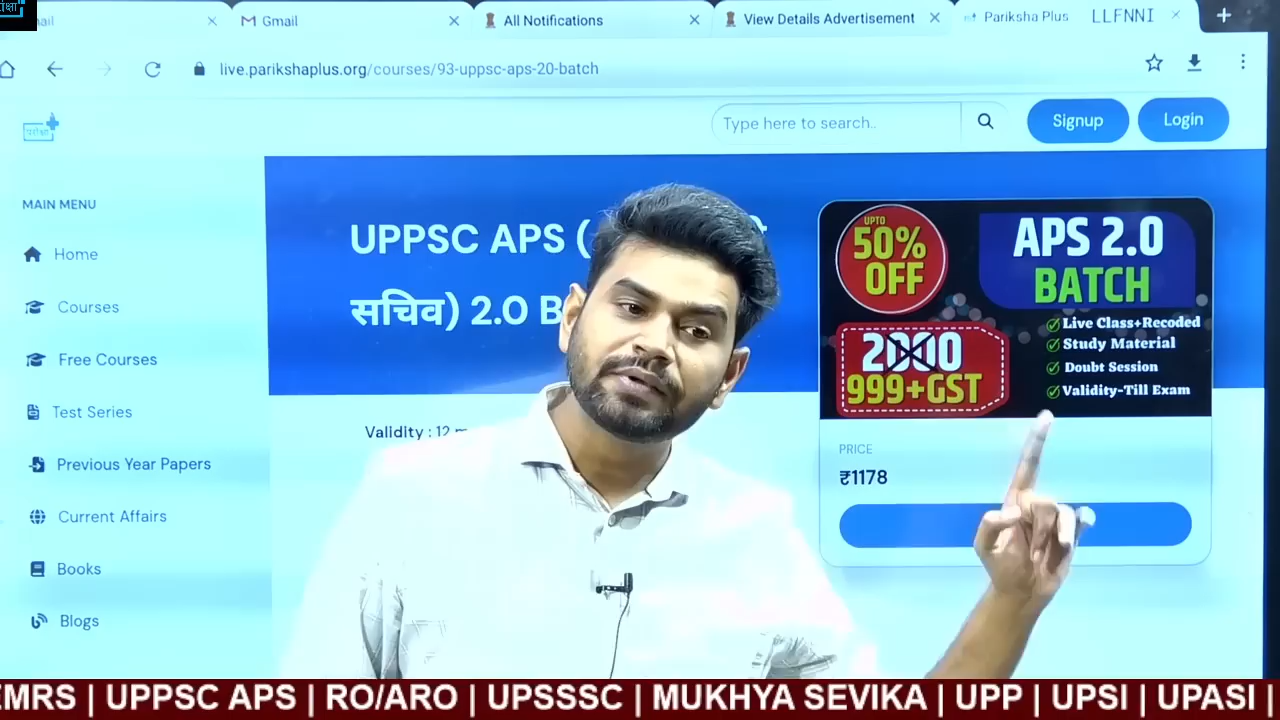 Gmail
All Notifications
View Details Advertisement
Pariksha Plus
LLFNNI
live.parikshaplus.org/courses/93-uppsc-aps-20-batch
परीक्षा
Type here to search..
Signup
Login
MAIN MENU
Home
Courses
Free Courses
Test Series
Previous Year Papers
Current Affairs
Books
Blogs
UPPSC APS (
सचिव) 2.0 B
Validity : 12
UPTO
50%
OFF
APS 2.0
BATCH
2000
999+GST
Live Class+Recoded
Study Material
Doubt Session
Validity-Till Exam
PRICE
₹1178
EMRS | UPPSC APS | RO/ARO | UPSSSC | MUKHYA SEVIKA | UPP | UPSI | UPASI |